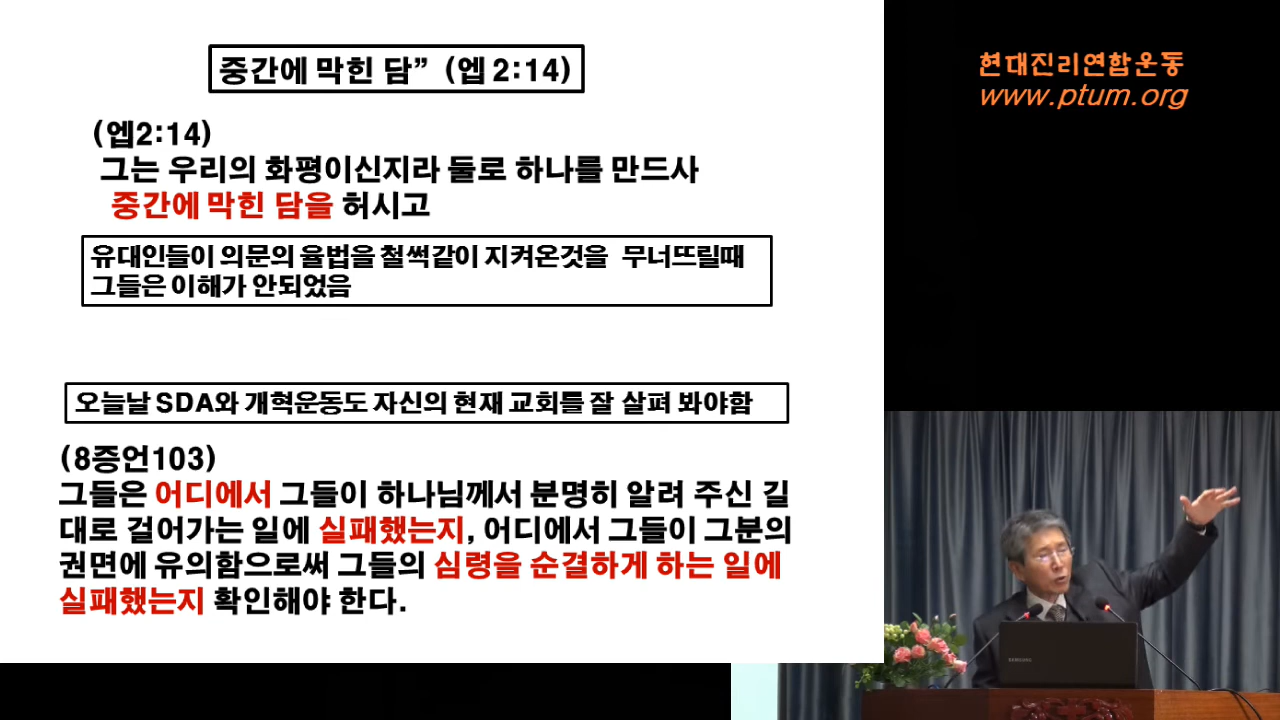 중간에 막힌 담” (엡 2:14)
(엡2:14)
그는 우리의 화평이신지라 둘로 하나를 만드사
중간에 막힌 담을 허시고
유대인들이 의문의 율법을 철썩같이 지켜온것을 무너뜨릴때
그들은 이해가 안되었음
오늘날 SDA와 개혁운동도 자신의 현재 교회를 잘 살펴 봐야함
(8증언103)
그들은 어디에서 그들이 하나님께서 분명히 알려 주신 길
대로 걸어가는 일에 실패했는지, 어디에서 그들이 그분의
권면에 유의함으로써 그들의 심령을 순결하게 하는 일에
실패했는지 확인해야 한다.
현대진리연합운동
www.ptum.org
SAMSUNG